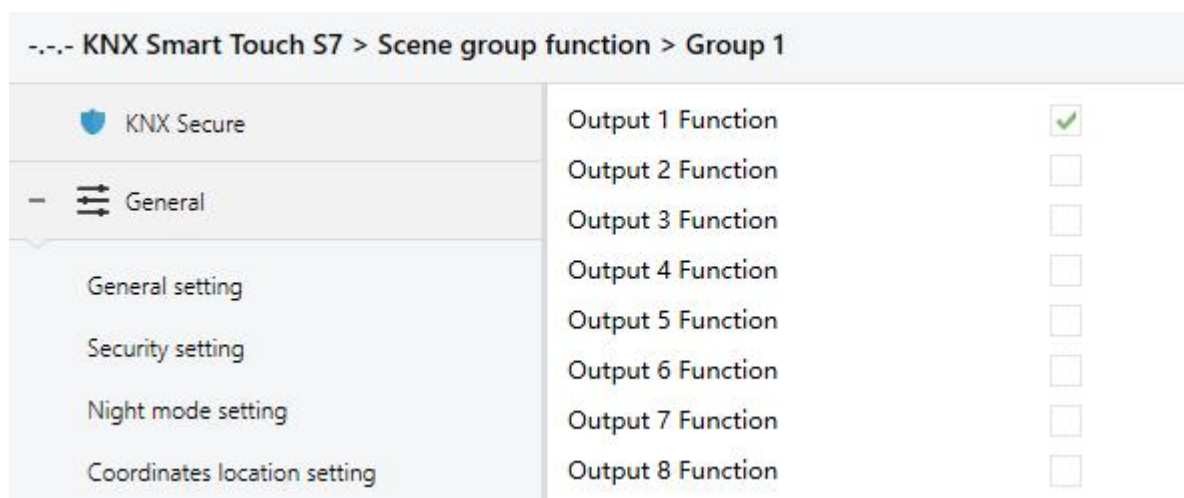 -.-.- KNX Smart Touch S7 > Scene group function > Group 1
KNX Secure
General
General setting
Security setting
Night mode setting
Coordinates location setting
Output 1 Function
Output 2 Function
Output 3 Function
Output 4 Function
Output 5 Function
Output 6 Function
Output 7 Function
Output 8 Function